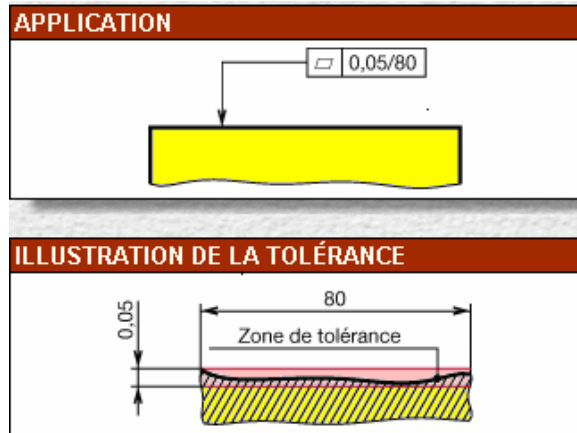 APPLICATION
⏥ 0,05/80
ILLUSTRATION DE LA TOLÉRANCE
80
0,05
Zone de tolérance